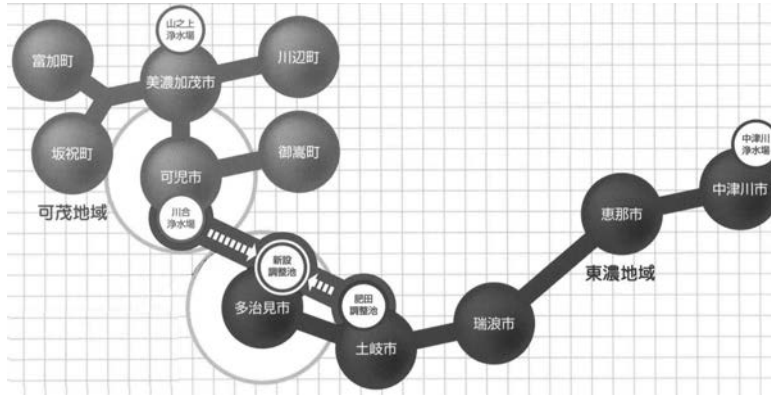 山之上
浄水場
富加町
美濃加茂市
川辺町
坂祝町
可児市
御嵩町
可茂地域
川合
浄水場
新設
調整池
多治見市
肥田
調整池
土岐市
瑞浪市
恵那市
東濃地域
中津川
浄水場
中津川市